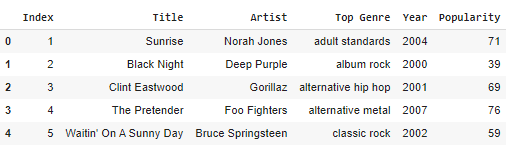 Index Title Artist Top Genre Year Popularity
0 1 Sunrise Norah Jones adult standards 2004 71
1 2 Black Night Deep Purple album rock 2000 39
2 3 Clint Eastwood Gorillaz alternative hip hop 2001 69
3 4 The Pretender Foo Fighters alternative metal 2007 76
4 5 Waitin' On A Sunny Day Bruce Springsteen classic rock 2002 59